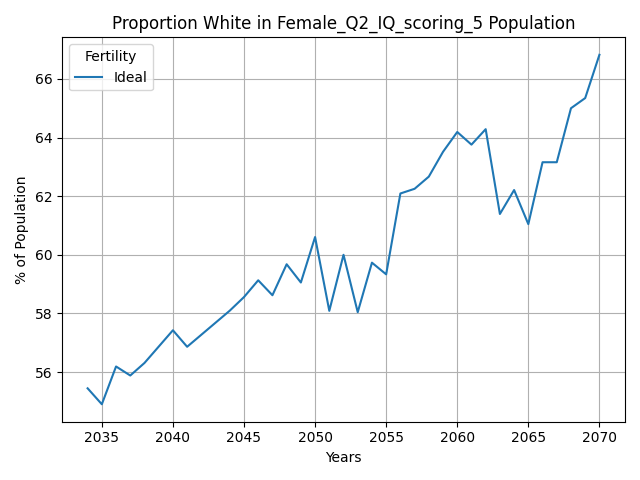 Proportion White in Female_Q2_IQ_scoring_5 Population
Fertility
Ideal
% of Population
66
64
62
60
58
56
2035 2040 2045 2050 2055 2060 2065 2070
Years